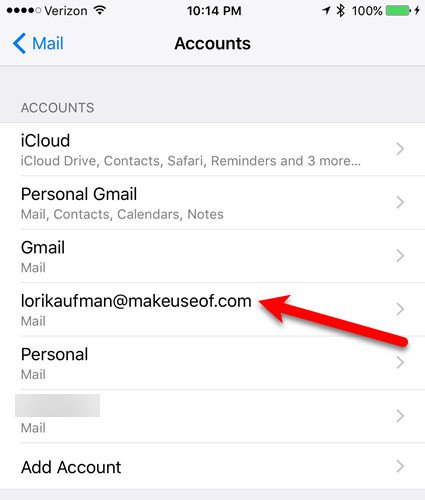 Verizon 10:14 PM 100%
Mail Accounts
ACCOUNTS
iCloud
iCloud Drive, Contacts, Safari, Reminders and 3 more...
Personal Gmail
Mail, Contacts, Calendars, Notes
Gmail
Mail
lorikaufman@makeuseof.com
Mail
Personal
Mail
Mail
Add Account